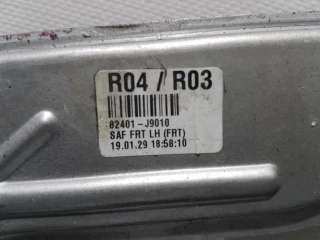 R04 / R03
82401-J9010
SAF FRT LH (FRT)
19.01.29 18:58:10